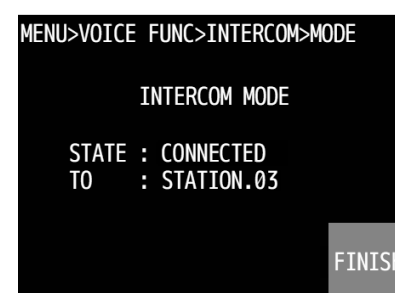 MENU>VOICE FUNC>INTERCOM>MODE
INTERCOM MODE
STATE : CONNECTED
TO : STATION.03
FINIS